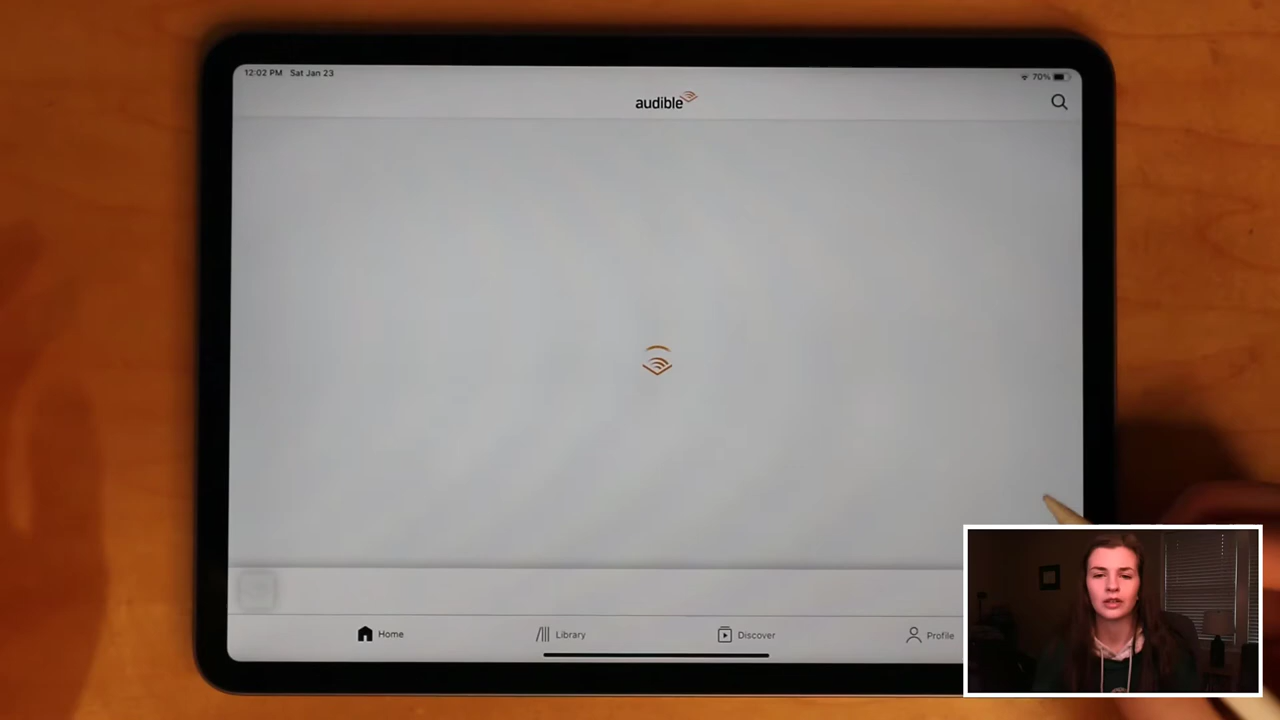 12:02 PM Sat Jan 23
70%
audible
Home
Library
Discover
Profile